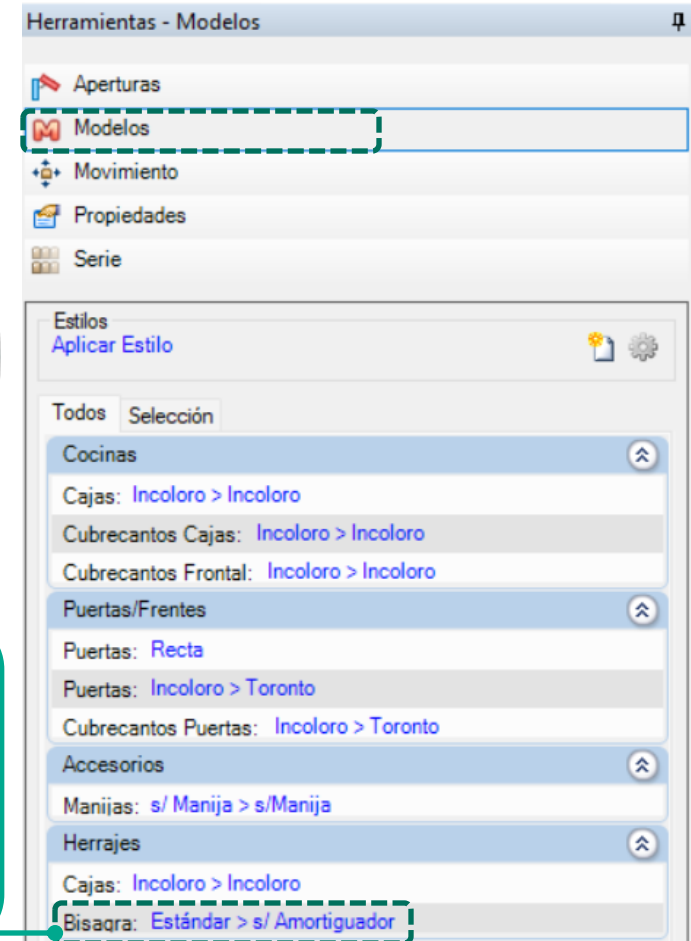 Herramientas - Modelos
Aperturas
Modelos
Movimiento
Propiedades
Serie
Estilos
Aplicar Estilo
Todos Selección
Cocinas
Cajas: Incoloro > Incoloro
Cubrecantos Cajas: Incoloro > Incoloro
Cubrecantos Frontal: Incoloro > Incoloro
Puertas/Frentes
Puertas: Recta
Puertas: Incoloro > Toronto
Cubrecantos Puertas: Incoloro > Toronto
Accesorios
Manijas: s/ Manija > s/Manija
Herrajes
Cajas: Incoloro > Incoloro
Bisagra: Estándar > s/ Amortiguador